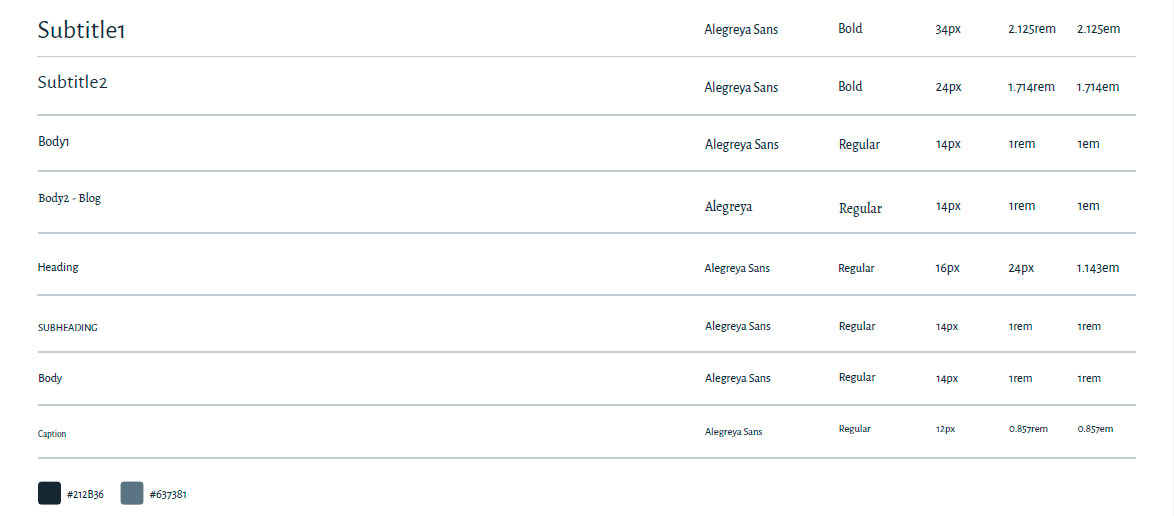 Subtitle1 Alegreya Sans Bold 34px 2.125rem 2.125em
Subtitle2 Alegreya Sans Bold 24px 1.714rem 1.714em
Body1 Alegreya Sans Regular 14px 1rem 1em
Body2 - Blog Alegreya Regular 14px 1rem 1em
Heading Alegreya Sans Regular 16px 24px 1.143em
SUBHEADING Alegreya Sans Regular 14px 1rem 1rem
Body Alegreya Sans Regular 14px 1rem 1rem
Caption Alegreya Sans Regular 12px 0.857rem 0.857em
#212B36 #637381